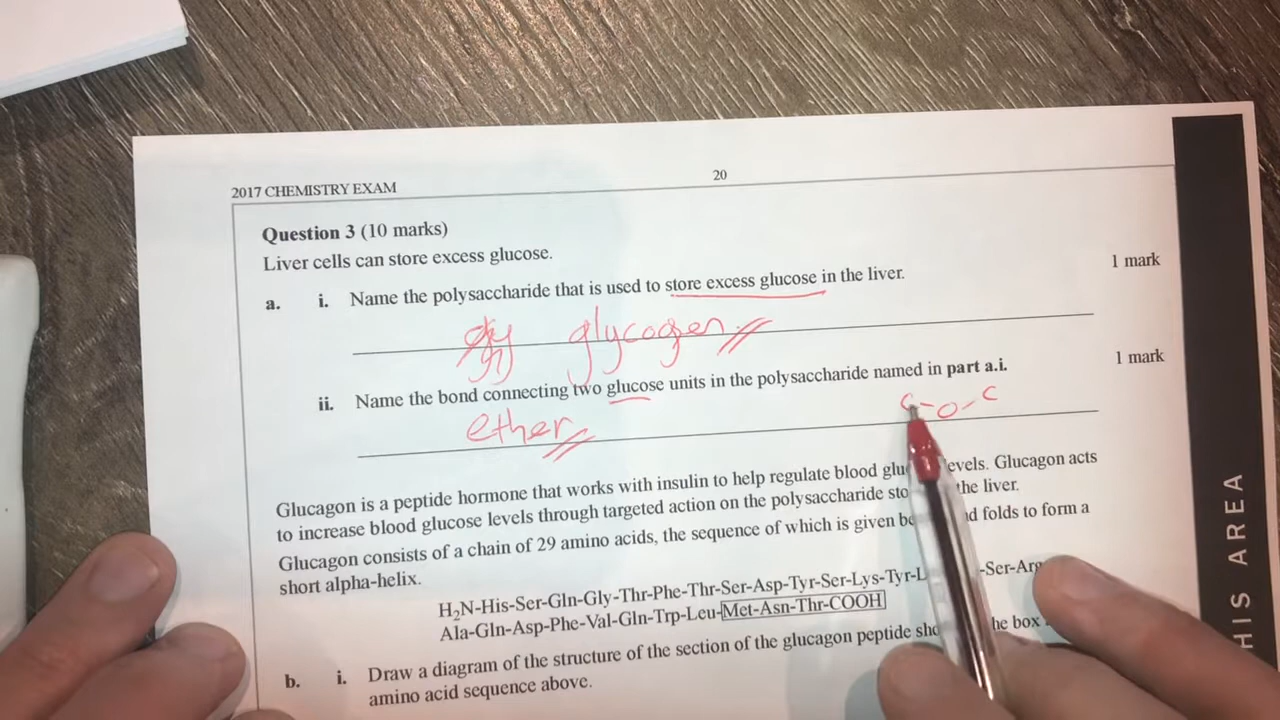 2017 CHEMISTRY EXAM
20
Question 3 (10 marks)
Liver cells can store excess glucose.
a. i. Name the polysaccharide that is used to store excess glucose in the liver.
1 mark
glycogen
ii. Name the bond connecting two glucose units in the polysaccharide named in part a.i.
1 mark
C-O-C
ether
Glucagon is a peptide hormone that works with insulin to help regulate blood levels. Glucagon acts
to increase blood glucose levels through targeted action on the polysaccharide the liver.
Glucagon consists of a chain of 29 amino acids, the sequence of which is given folds to form a
short alpha-helix.
H2N-His-Ser-Gln-Gly-Thr-Phe-Thr-Ser-Asp-Tyr-Ser-Lys-Tyr- -Ser-Arg
Ala-Gln-Asp-Phe-Val-Gln-Trp-Leu-Met-Asn-Thr-COOH
b. i. Draw a diagram of the structure of the section of the glucagon peptide box
amino acid sequence above.
HIS AREA